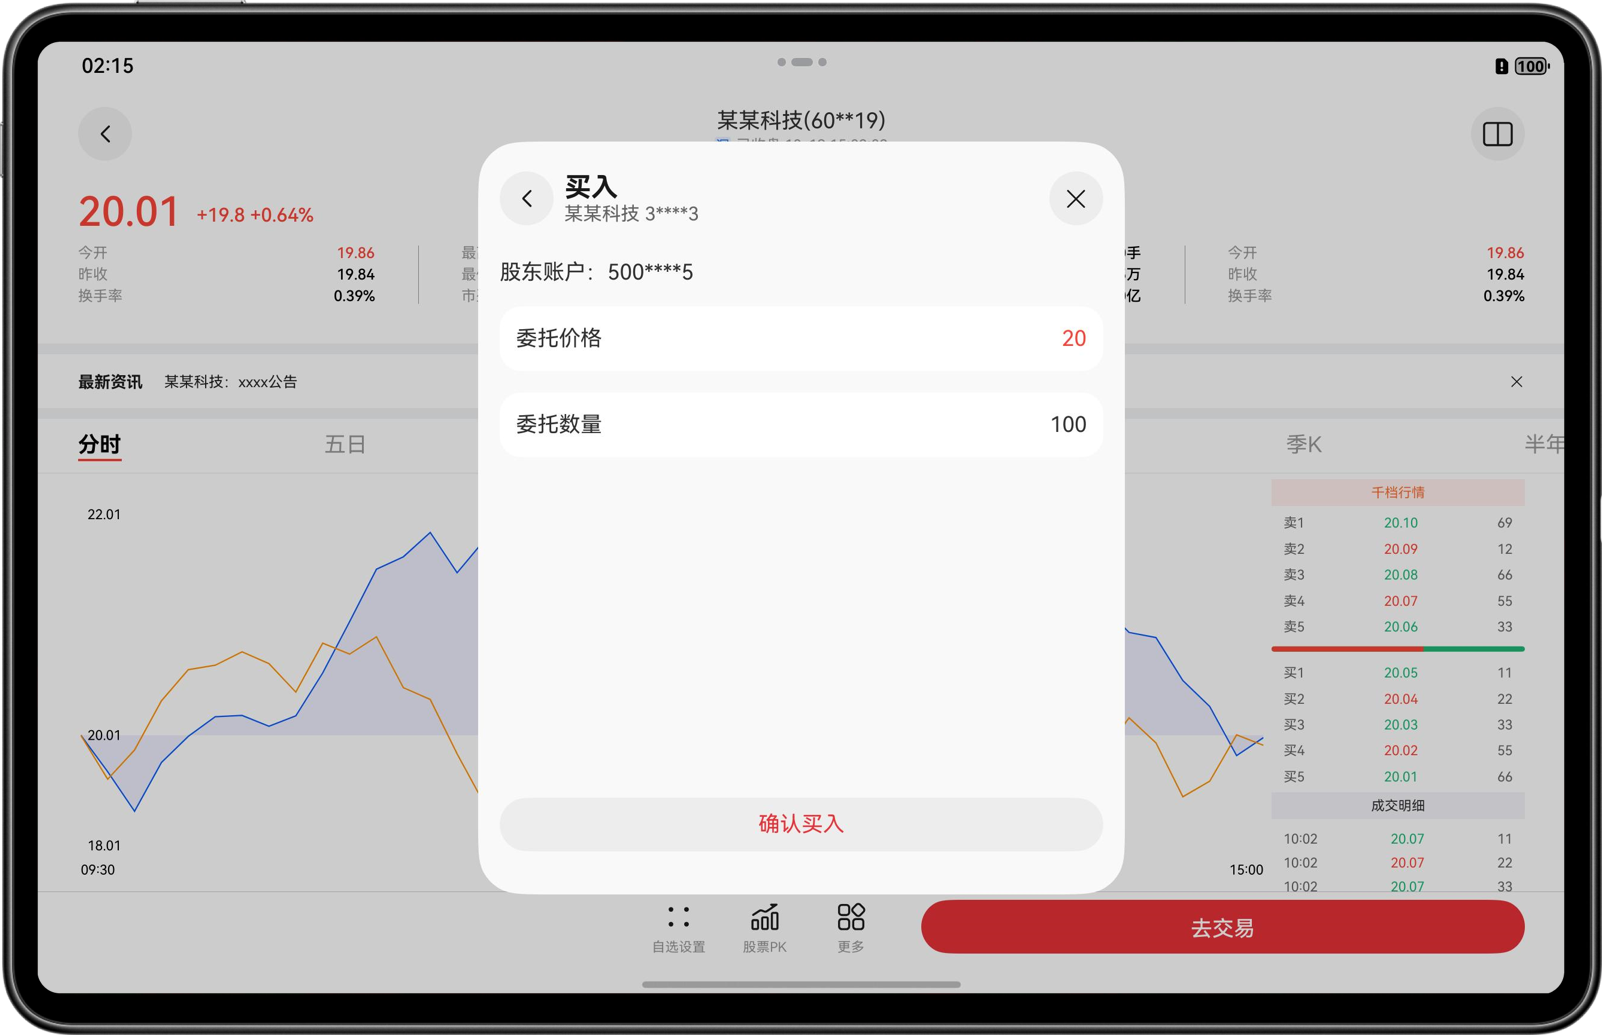 02:15
100
某某科技(60**19)
20.01 +19.8 +0.64%
今开 19.86
昨收 19.84
换手率 0.39%
最
最
市
手
万
亿
今开 19.86
昨收 19.84
换手率 0.39%
买入
某某科技 3****3
股东账户：500****5
委托价格 20
委托数量 100
确认买入
最新资讯 某某科技：xxxx公告
分时 五日 季K 半年
22.01
20.01
18.01
09:30 15:00
千档行情
卖1 20.10 69
卖2 20.09 12
卖3 20.08 66
卖4 20.07 55
卖5 20.06 33
买1 20.05 11
买2 20.04 22
买3 20.03 33
买4 20.02 55
买5 20.01 66
成交明细
10:02 20.07 11
10:02 20.07 22
10:02 20.07 33
自选设置 股票PK 更多 去交易